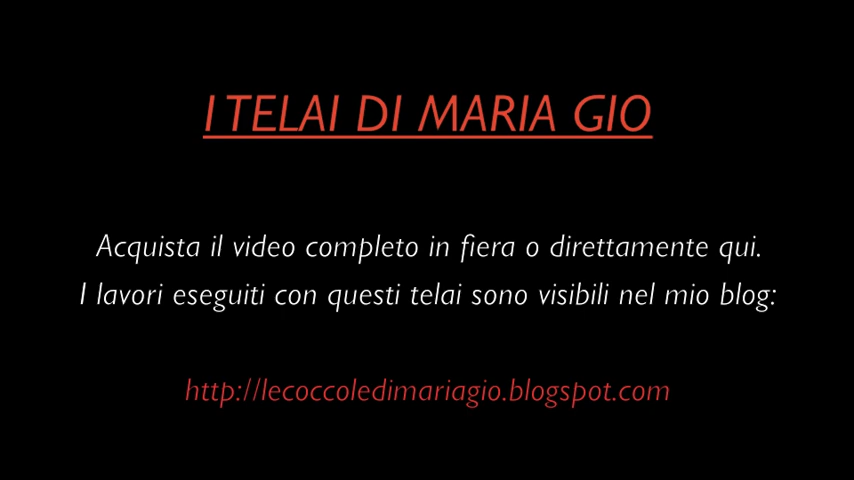 I TELAI DI MARIA GIO
Acquista il video completo in fiera o direttamente qui.
I lavori eseguiti con questi telai sono visibili nel mio blog:
http://lecoccoledimariagio.blogspot.com